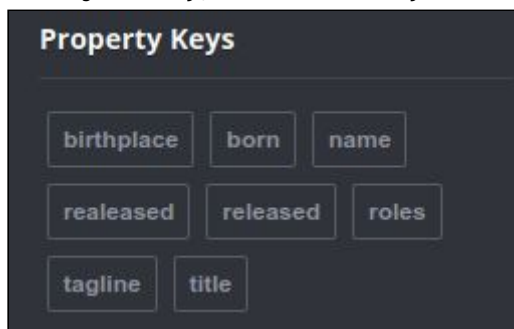 Property Keys
birthplace born name
realeased released roles
tagline title